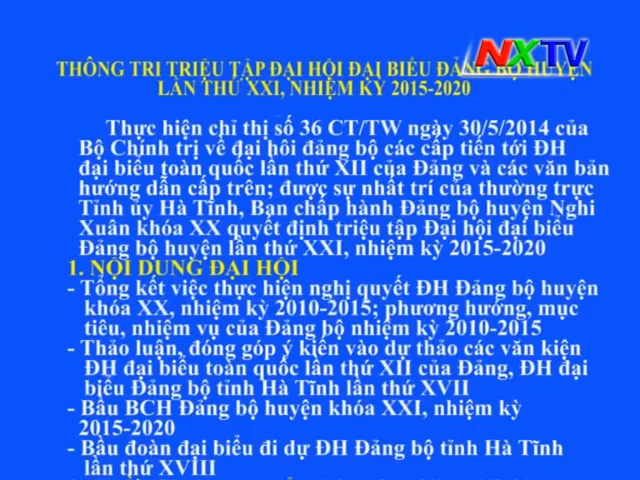 NXTV
THÔNG TRI TRIỆU TẬP ĐẠI HỘI ĐẠI BIỂU ĐẢNG BỘ HUYỆN
LẦN THỨ XXI, NHIỆM KỲ 2015-2020
Thực hiện chỉ thị số 36 CT/TW ngày 30/5/2014 của
Bộ Chính trị về đại hôi đảng bộ các cấp tiến tới ĐH
đại biểu toàn quốc lần thứ XII của Đảng và các văn bản
hướng dẫn cấp trên; được sự nhất trí của thường trực
Tỉnh ủy Hà Tĩnh, Ban chấp hành Đảng bộ huyện Nghi
Xuân khóa XX quyết định triệu tập Đại hội đại biểu
Đảng bộ huyện lần thứ XXI, nhiệm kỳ 2015-2020
1. NỘI DUNG ĐẠI HỘI
- Tổng kết việc thực hiện nghị quyết ĐH Đảng bộ huyện
khóa XX, nhiệm kỳ 2010-2015; phương hướng, mục
tiêu, nhiệm vụ của Đảng bộ nhiệm kỳ 2010-2015
- Thảo luận, đóng góp ý kiến vào dự thảo các văn kiện
ĐH đại biểu toàn quốc lần thứ XII của Đảng, ĐH đại
biểu Đảng bộ tỉnh Hà Tĩnh lần thứ XVII
- Bầu BCH Đảng bộ huyện khóa XXI, nhiệm kỳ
2015-2020
- Bầu đoàn đại biểu đi dự ĐH Đảng bộ tỉnh Hà Tĩnh
lần thứ XVIII